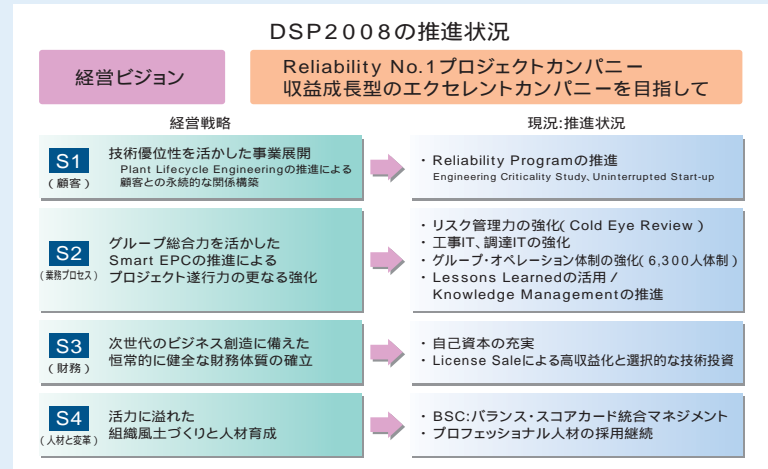 DSP2008の推進状況
経営ビジョン
Reliability No.1プロジェクトカンパニー
収益成長型のエクセレントカンパニーを目指して
経営戦略
現況:推進状況
S1
(顧客)
技術優位性を活かした事業展開
Plant Lifecycle Engineeringの推進による
顧客との永続的な関係構築
・Reliability Programの推進
Engineering Criticality Study、Uninterrupted Start-up
S2
(業務プロセス)
グループ総合力を活かした
Smart EPCの推進による
プロジェクト遂行力の更なる強化
・リスク管理力の強化(Cold Eye Review)
・工事IT、調達ITの強化
・グループ・オペレーション体制の強化(6,300人体制)
・Lessons Learnedの活用 /
Knowledge Managementの推進
S3
(財務)
次世代のビジネス創造に備えた
恒常的に健全な財務体質の確立
・自己資本の充実
・License Saleによる高収益化と選択的な技術投資
S4
(人材と変革)
活力に溢れた
組織風土づくりと人材育成
・BSC:バランス・スコアカード統合マネジメント
・プロフェッショナル人材の採用継続